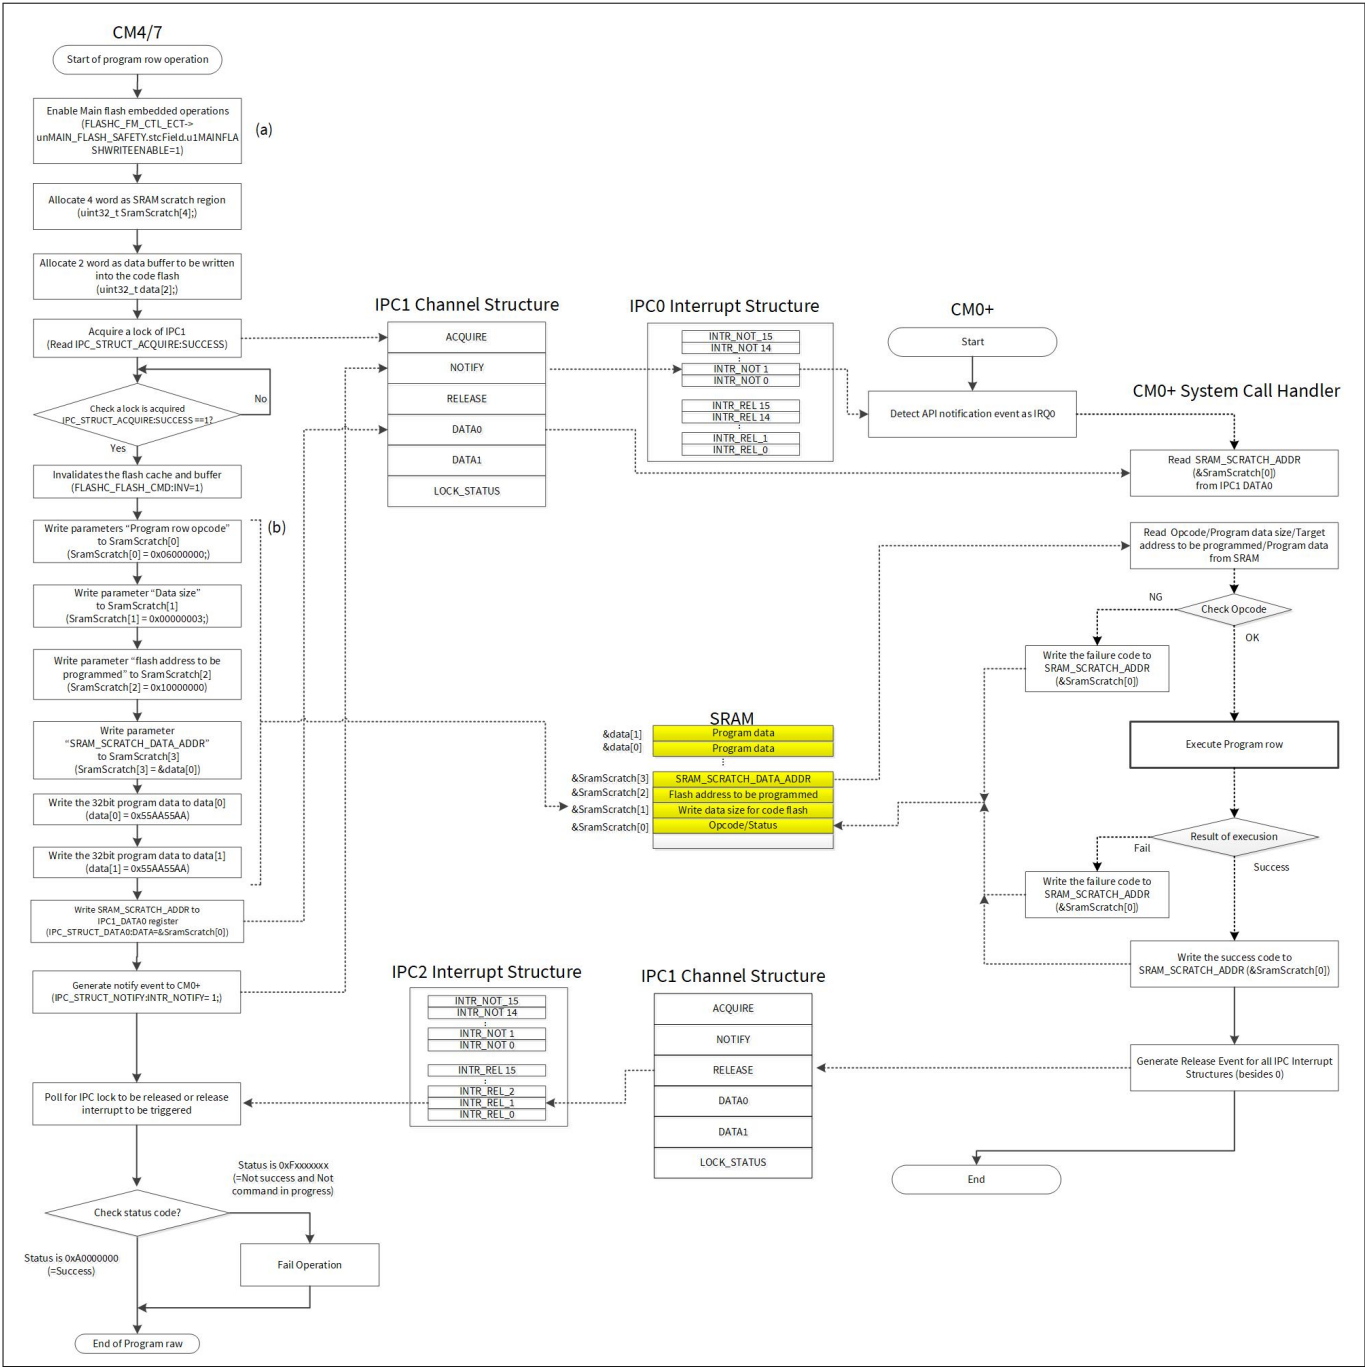 CM4/7
Start of program row operation
Enable Main flash embedded operations
(FLASHC_FM_CTL_ECT->
unMAIN_FLASH_SAFETY.stcField.u1MAINFLA
SHWRITEENABLE=1)
(a)
Allocate 4 word as SRAM scratch region
(uint32_t SramScratch[4];)
Allocate 2 word as data buffer to be written
into the code flash
(uint32_t data[2];)
Acquire a lock of IPC1
(Read IPC_STRUCT_ACQUIRE:SUCCESS)
No
Check a lock is acquired
IPC_STRUCT_ACQUIRE:SUCCESS ==1?
Yes
Invalidates the flash cache and buffer
(FLASHC_FLASH_CMD:INV=1)
(b)
Write parameters “Program row opcode”
to SramScratch[0]
(SramScratch[0] = 0x06000000;)
Write parameter “Data size”
to SramScratch[1]
(SramScratch[1] = 0x00000003;)
Write parameter “flash address to be
programmed” to SramScratch[2]
(SramScratch[2] = 0x10000000)
Write parameter
“SRAM_SCRATCH_DATA_ADDR”
to SramScratch[3]
(SramScratch[3] = &data[0])
Write the 32bit program data to data[0]
(data[0] = 0x55AA55AA)
Write the 32bit program data to data[1]
(data[1] = 0x55AA55AA)
Write SRAM_SCRATCH_ADDR to
IPC1_DATA0 register
(IPC_STRUCT_DATA0:DATA=&SramScratch[0])
Generate notify event to CM0+
(IPC_STRUCT_NOTIFY:INTR_NOTIFY= 1;)
Poll for IPC lock to be released or release
interrupt to be triggered
Status is 0xFxxxxxxx
(=Not success and Not
command in progress)
Check status code?
Status is 0xA0000000
(=Success)
Fail Operation
End of Program raw
IPC1 Channel Structure
ACQUIRE
NOTIFY
RELEASE
DATA0
DATA1
LOCK_STATUS
IPC0 Interrupt Structure
INTR_NOT_15
INTR_NOT 14
:
INTR_NOT 1
INTR_NOT 0
INTR_REL 15
INTR_REL 14
:
INTR_REL_1
INTR_REL_0
CM0+
Start
Detect API notification event as IRQ0
CM0+ System Call Handler
Read SRAM_SCRATCH_ADDR
(&SramScratch[0])
from IPC1 DATA0
Read Opcode/Program data size/Target
address to be programmed/Program data
from SRAM
NG
Check Opcode
OK
Write the failure code to
SRAM_SCRATCH_ADDR
(&SramScratch[0])
Execute Program row
Result of execusion
Fail
Success
Write the failure code to
SRAM_SCRATCH_ADDR
(&SramScratch[0])
Write the success code to
SRAM_SCRATCH_ADDR (&SramScratch[0])
Generate Release Event for all IPC Interrupt
Structures (besides 0)
End
SRAM
&data[1]
Program data
&data[0]
Program data
:
&SramScratch[3]
SRAM_SCRATCH_DATA_ADDR
&SramScratch[2]
Flash address to be programmed
&SramScratch[1]
Write data size for code flash
&SramScratch[0]
Opcode/Status
IPC2 Interrupt Structure
INTR_NOT_15
INTR_NOT 14
:
INTR_NOT 1
INTR_NOT 0
INTR_REL 15
:
INTR_REL_2
INTR_REL_1
INTR_REL_0
IPC1 Channel Structure
ACQUIRE
NOTIFY
RELEASE
DATA0
DATA1
LOCK_STATUS